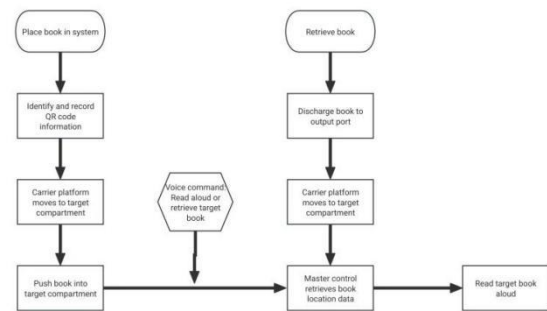 Place book in system
Identify and record
QR code
information
Carrier platform
moves to target
compartment
Push book into
target compartment
Voice command:
Read aloud or
retrieve target
book
Retrieve book
Discharge book to
output port
Carrier platform
moves to target
compartment
Master control
retrieves book
location data
Read target book
aloud